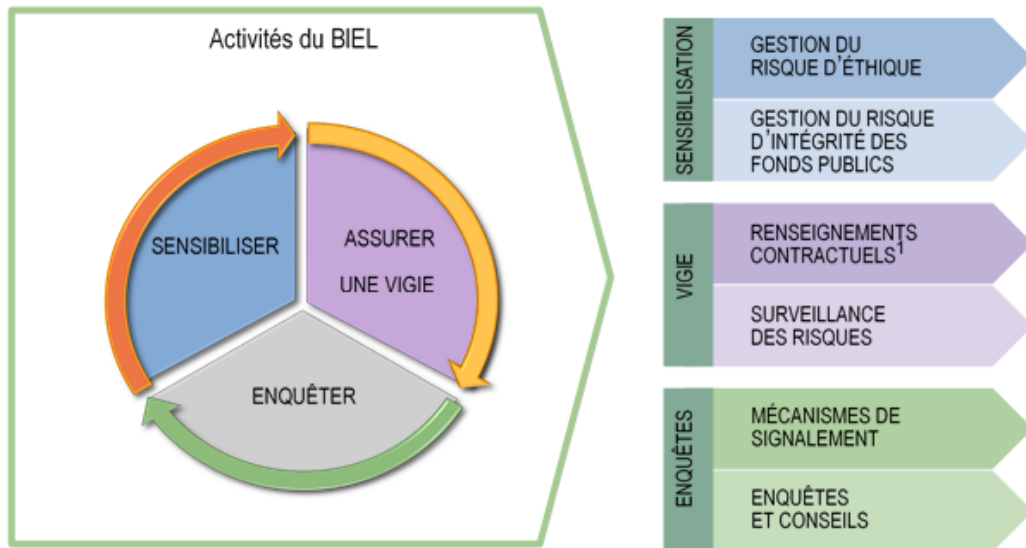 Activités du BIEL
SENSIBILISER
ASSURER
UNE VIGIE
ENQUÊTER
SENSIBILISATION
GESTION DU
RISQUE D'ÉTHIQUE
GESTION DU RISQUE
D'INTÉGRITÉ DES
FONDS PUBLICS
VIGIE
RENSEIGNEMENTS
CONTRACTUELS¹
SURVEILLANCE
DES RISQUES
ENQUÊTES
MÉCANISMES DE
SIGNALEMENT
ENQUÊTES
ET CONSEILS